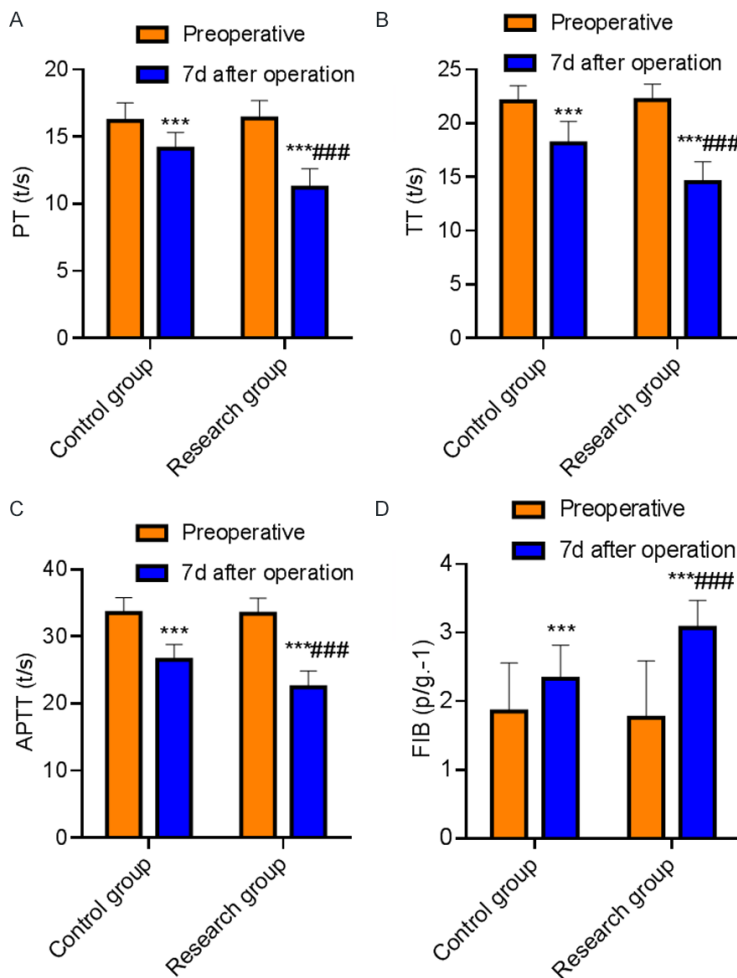 A
Preoperative
7d after operation
20
15
10
5
0
PT (t/s)
***
***###
Control group
Research group
B
Preoperative
7d after operation
25
20
15
10
5
0
TT (t/s)
***
***###
Control group
Research group
C
Preoperative
7d after operation
40
30
20
10
0
APTT (t/s)
***
***###
Control group
Research group
D
Preoperative
7d after operation
4
3
2
1
0
FIB (p/g.-1)
***
***###
Control group
Research group